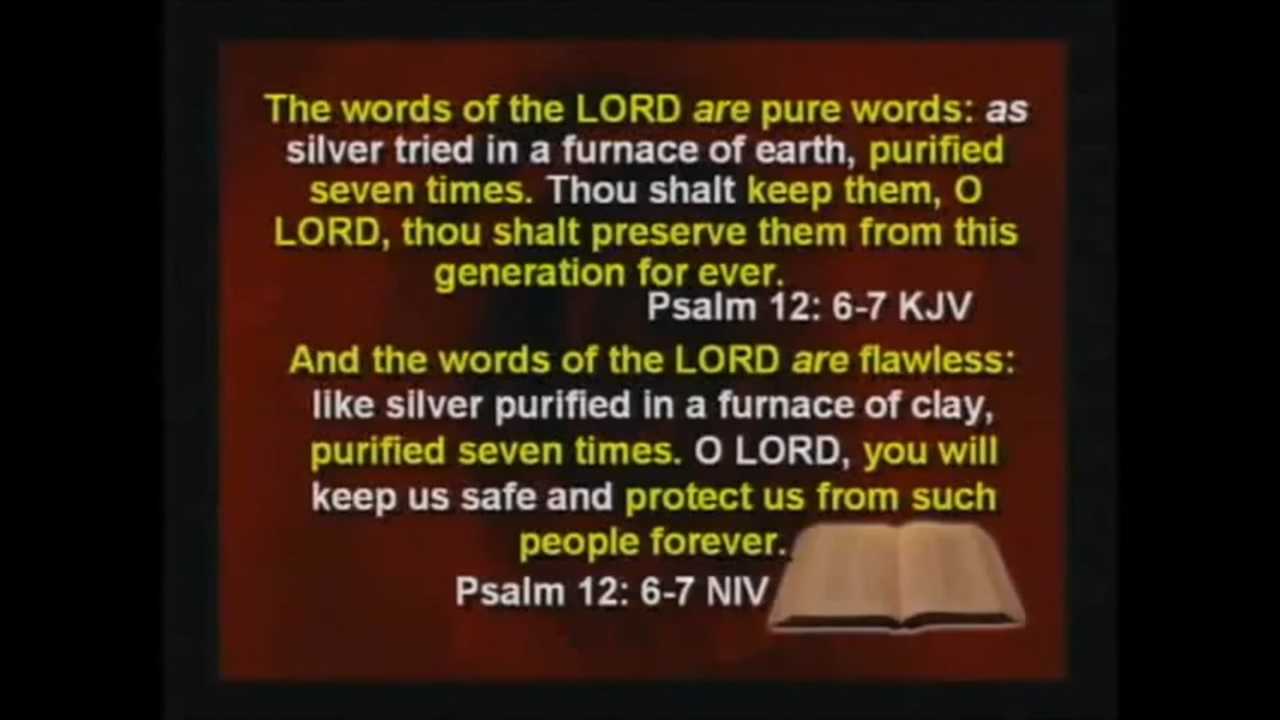 The words of the LORD are pure words: as
silver tried in a furnace of earth, purified
seven times. Thou shalt keep them, O
LORD, thou shalt preserve them from this
generation for ever.
Psalm 12: 6-7 KJV
And the words of the LORD are flawless:
like silver purified in a furnace of clay,
purified seven times. O LORD, you will
keep us safe and protect us from such
people forever.
Psalm 12: 6-7 NIV